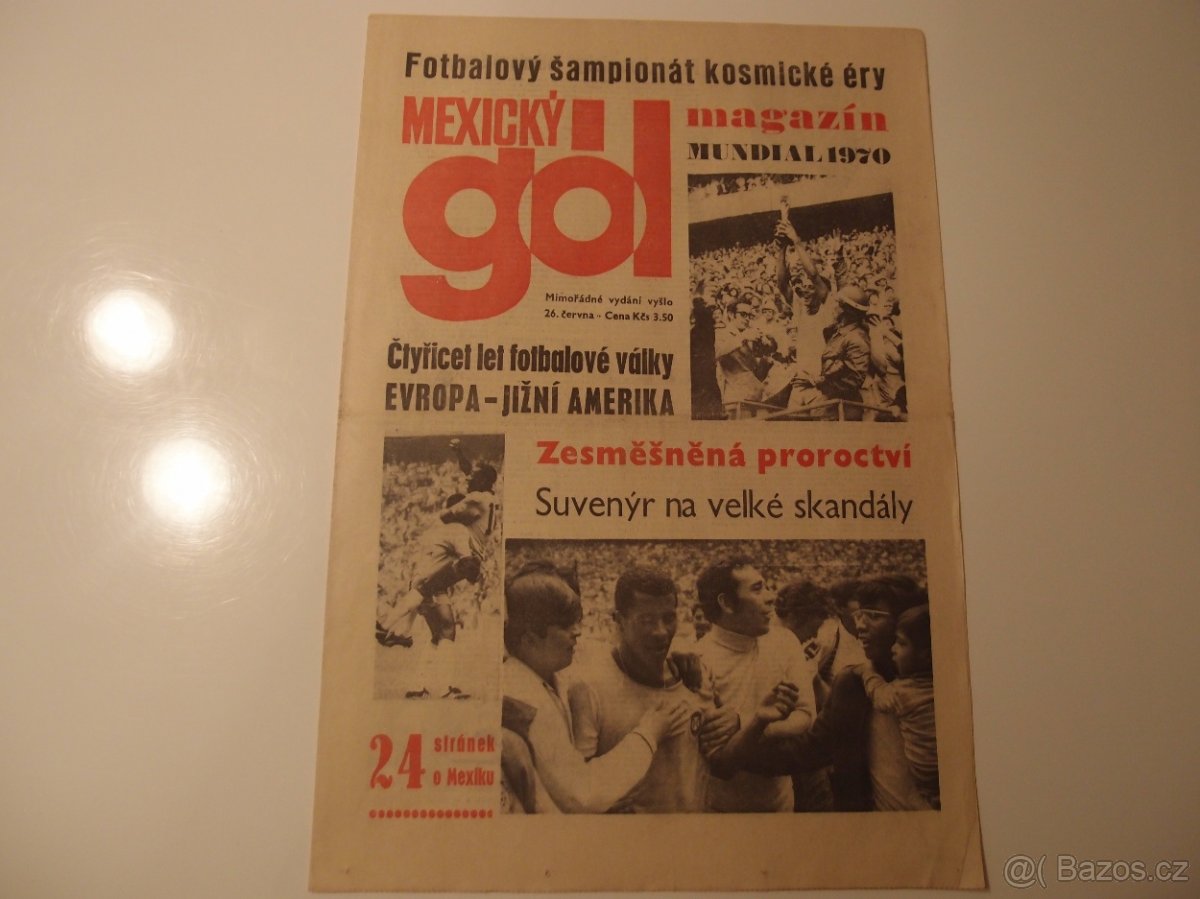 Fotbalový šampionát kosmické éry
MEXICKÝ
gól
magazín
MUNDIAL 1970
Mimořádné vydání vyšlo
26. června - Cena Kčs 3.50
Čtyřicet let fotbalové války
EVROPA – JIŽNÍ AMERIKA
Zesměšněná proroctví
Suvenýr na velké skandály
24 stránek
o Mexiku
@( Bazos.cz